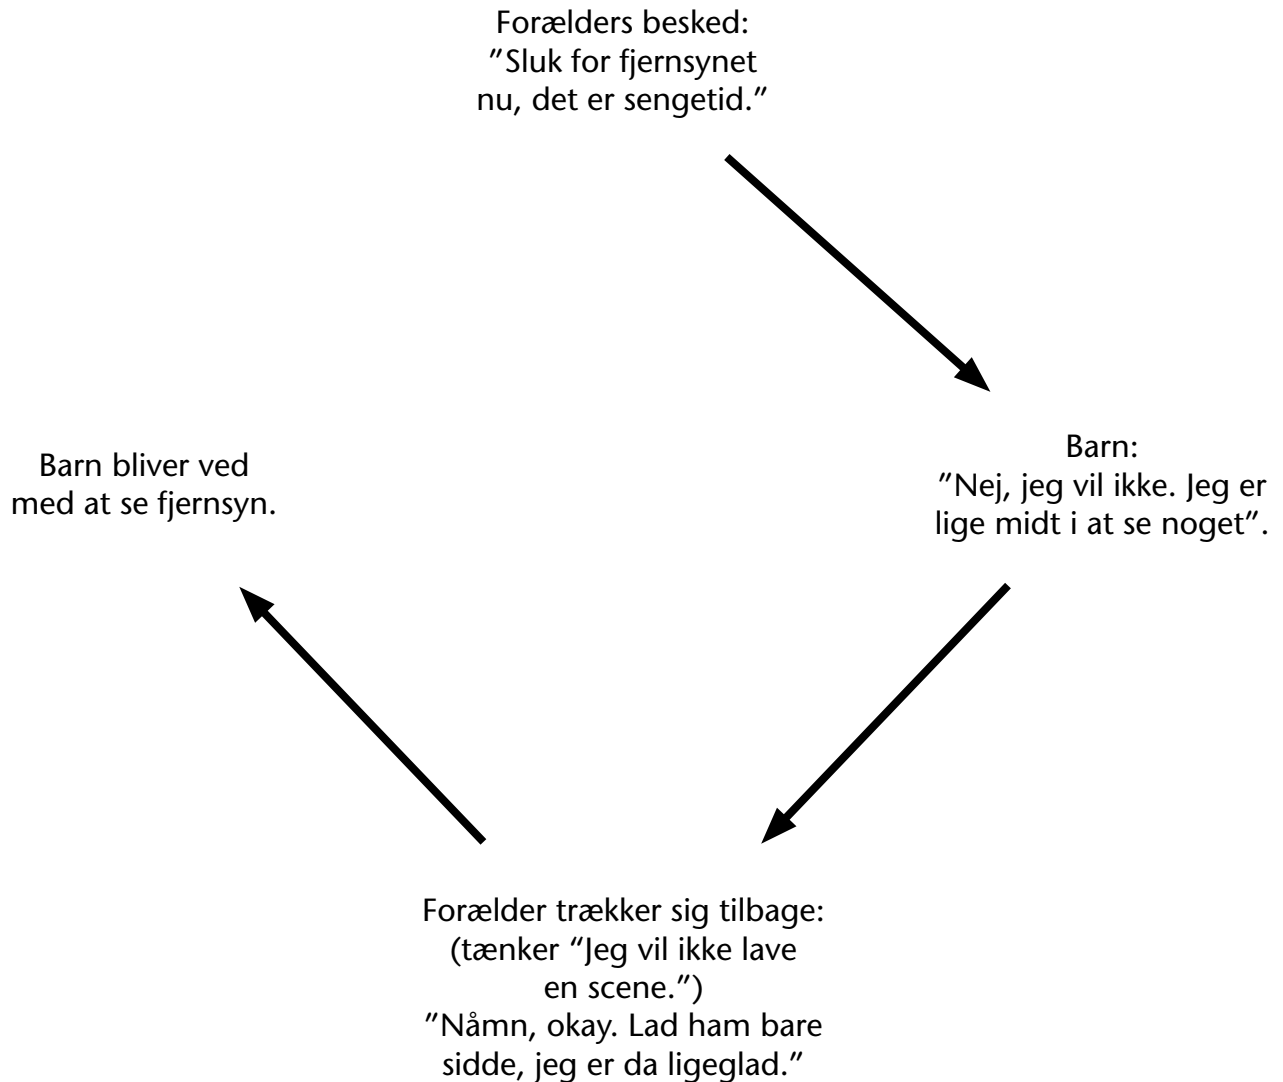 Forælders besked:
”Sluk for fjernsynet
nu, det er sengetid.”
Barn:
”Nej, jeg vil ikke. Jeg er
lige midt i at se noget”.
Forælder trækker sig tilbage:
(tænker “Jeg vil ikke lave
en scene.”)
”Nåmn, okay. Lad ham bare
sidde, jeg er da ligeglad.”
Barn bliver ved
med at se fjernsyn.